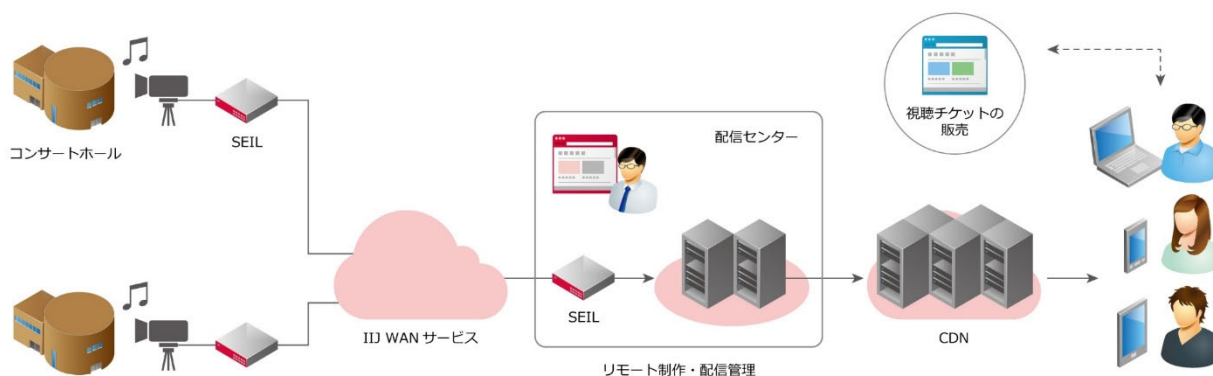 コンサートホール
SEIL
IIJ WAN サービス
配信センター
SEIL
リモート制作・配信管理
視聴チケットの
販売
CDN